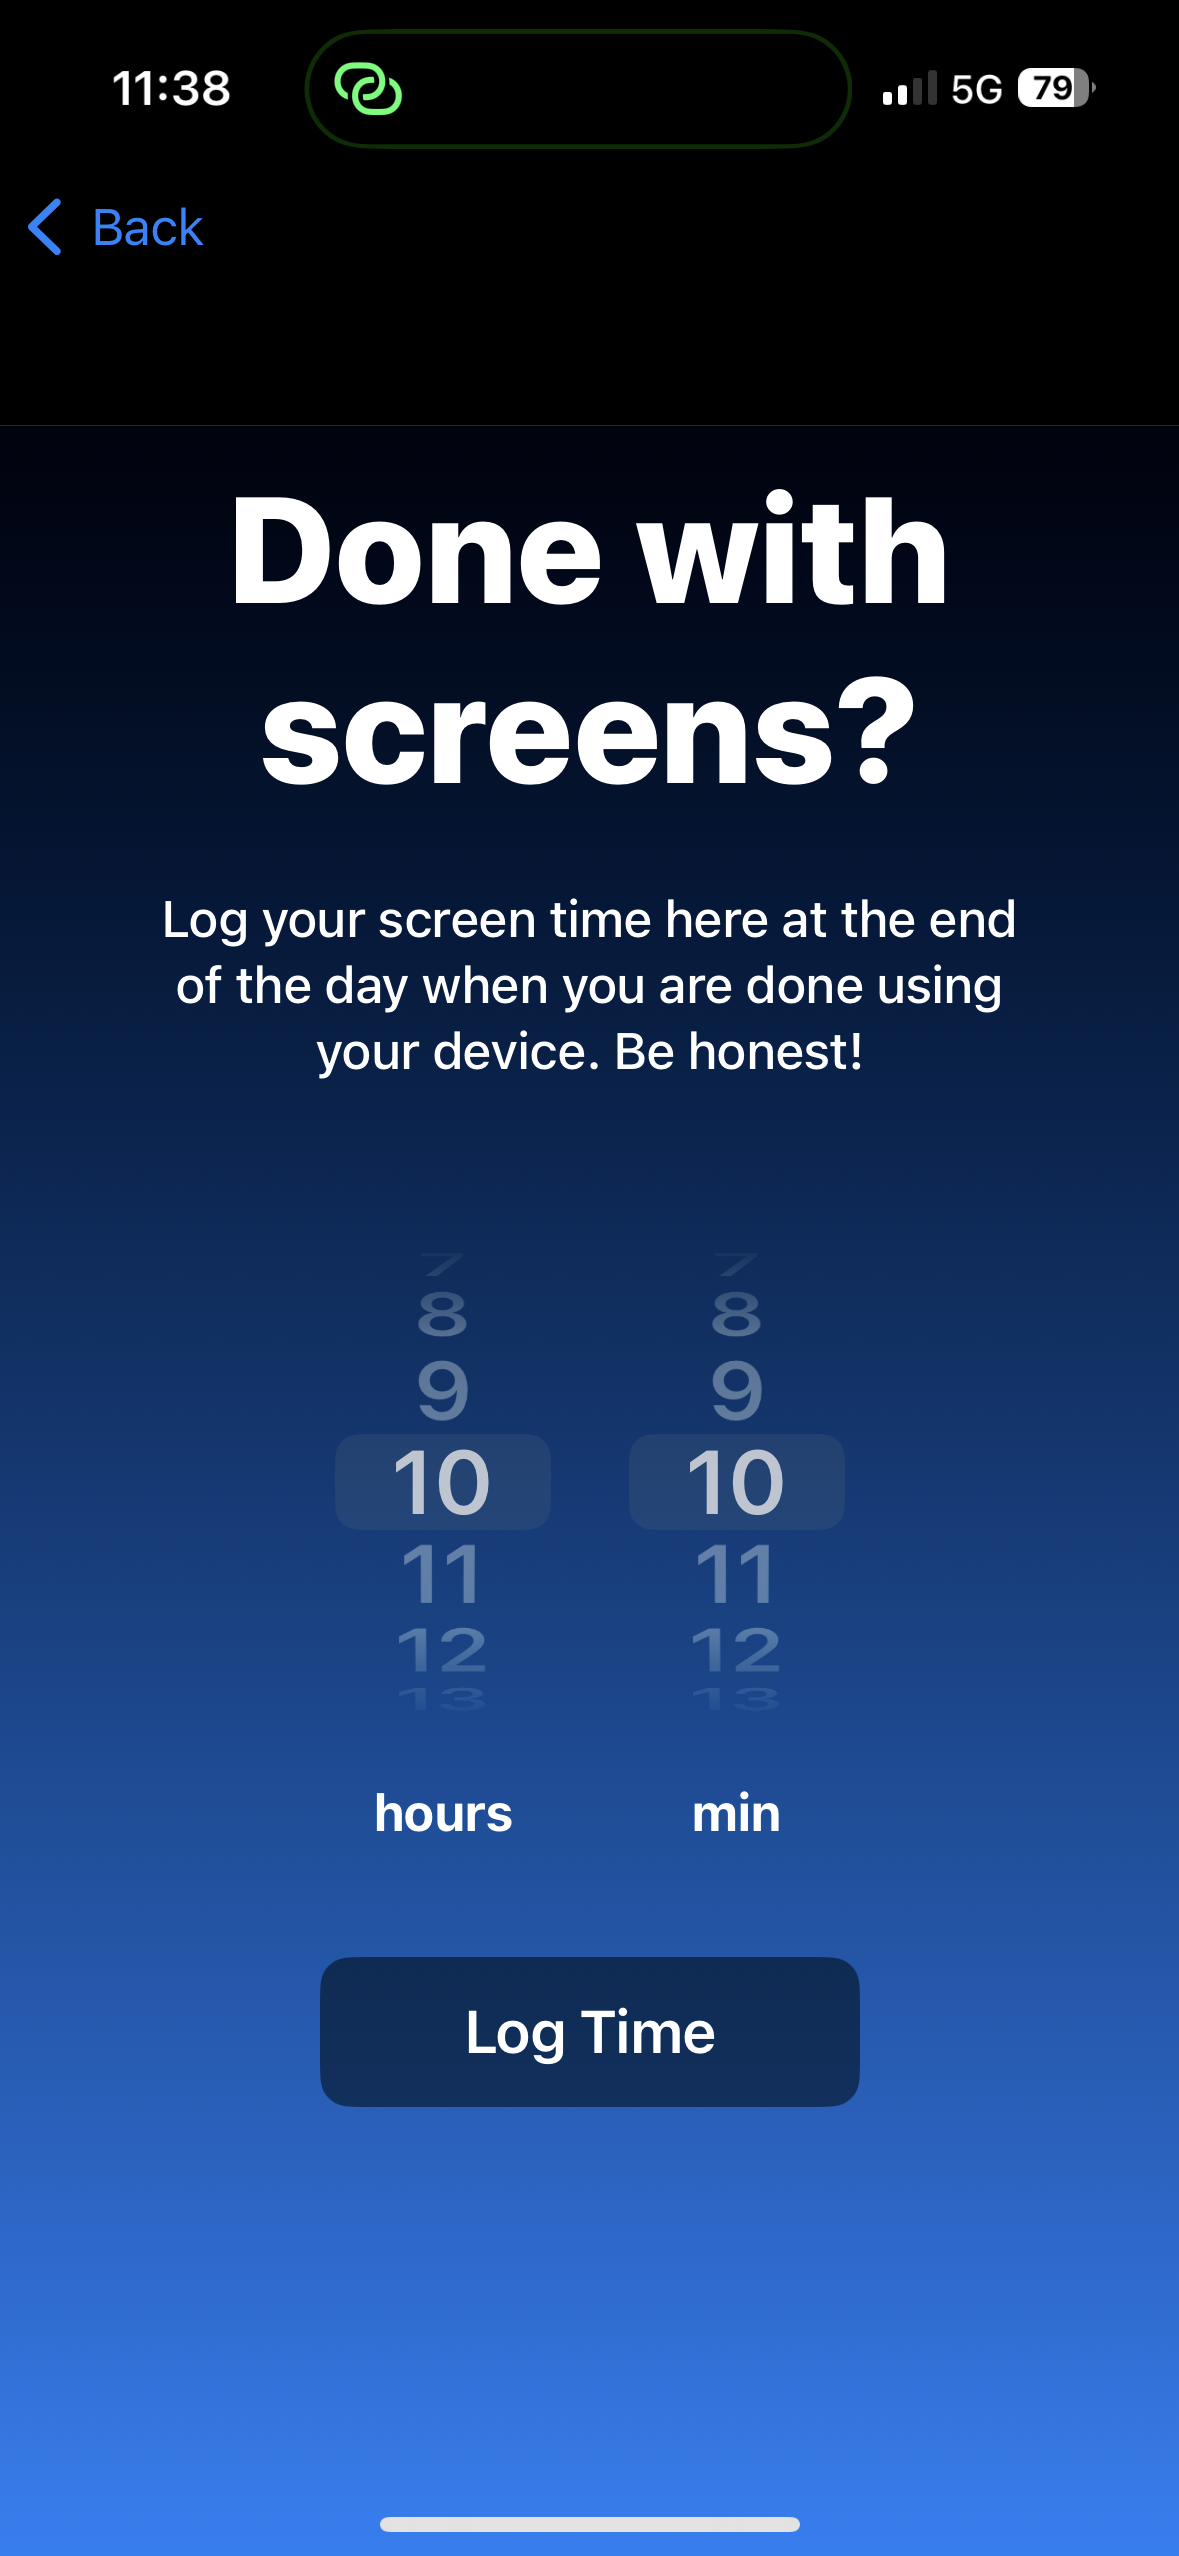 11:38
5G
79
Back
Done with
screens?
Log your screen time here at the end
of the day when you are done using
your device. Be honest!
7 7
8 8
9 9
10 10
11 11
12 12
13 13
hours min
Log Time